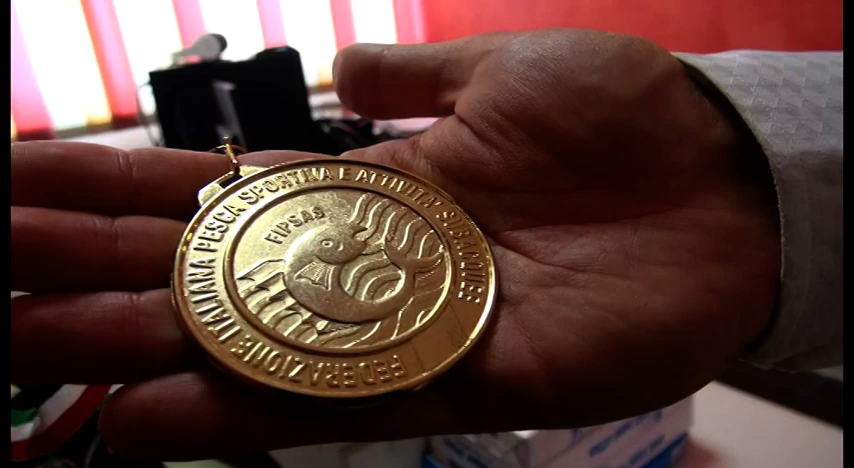 FEDERAZIONE ITALIANA PESCA SPORTIVA E ATTIVITA' SUBACQUEE
FIPSAS